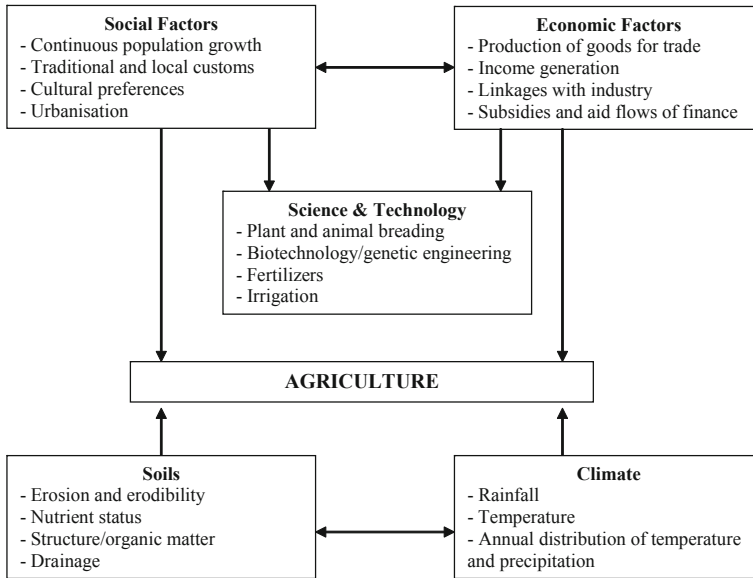 Social Factors
- Continuous population growth
- Traditional and local customs
- Cultural preferences
- Urbanisation
Economic Factors
- Production of goods for trade
- Income generation
- Linkages with industry
- Subsidies and aid flows of finance
Science & Technology
- Plant and animal breading
- Biotechnology/genetic engineering
- Fertilizers
- Irrigation
AGRICULTURE
Soils
- Erosion and erodibility
- Nutrient status
- Structure/organic matter
- Drainage
Climate
- Rainfall
- Temperature
- Annual distribution of temperature
and precipitation